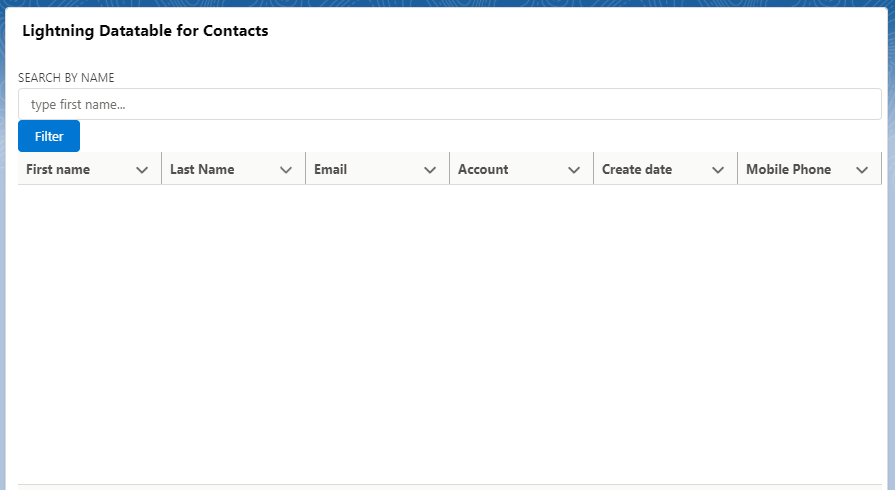 Lightning Datatable for Contacts
SEARCH BY NAME
type first name...
Filter
First name Last Name Email Account Create date Mobile Phone